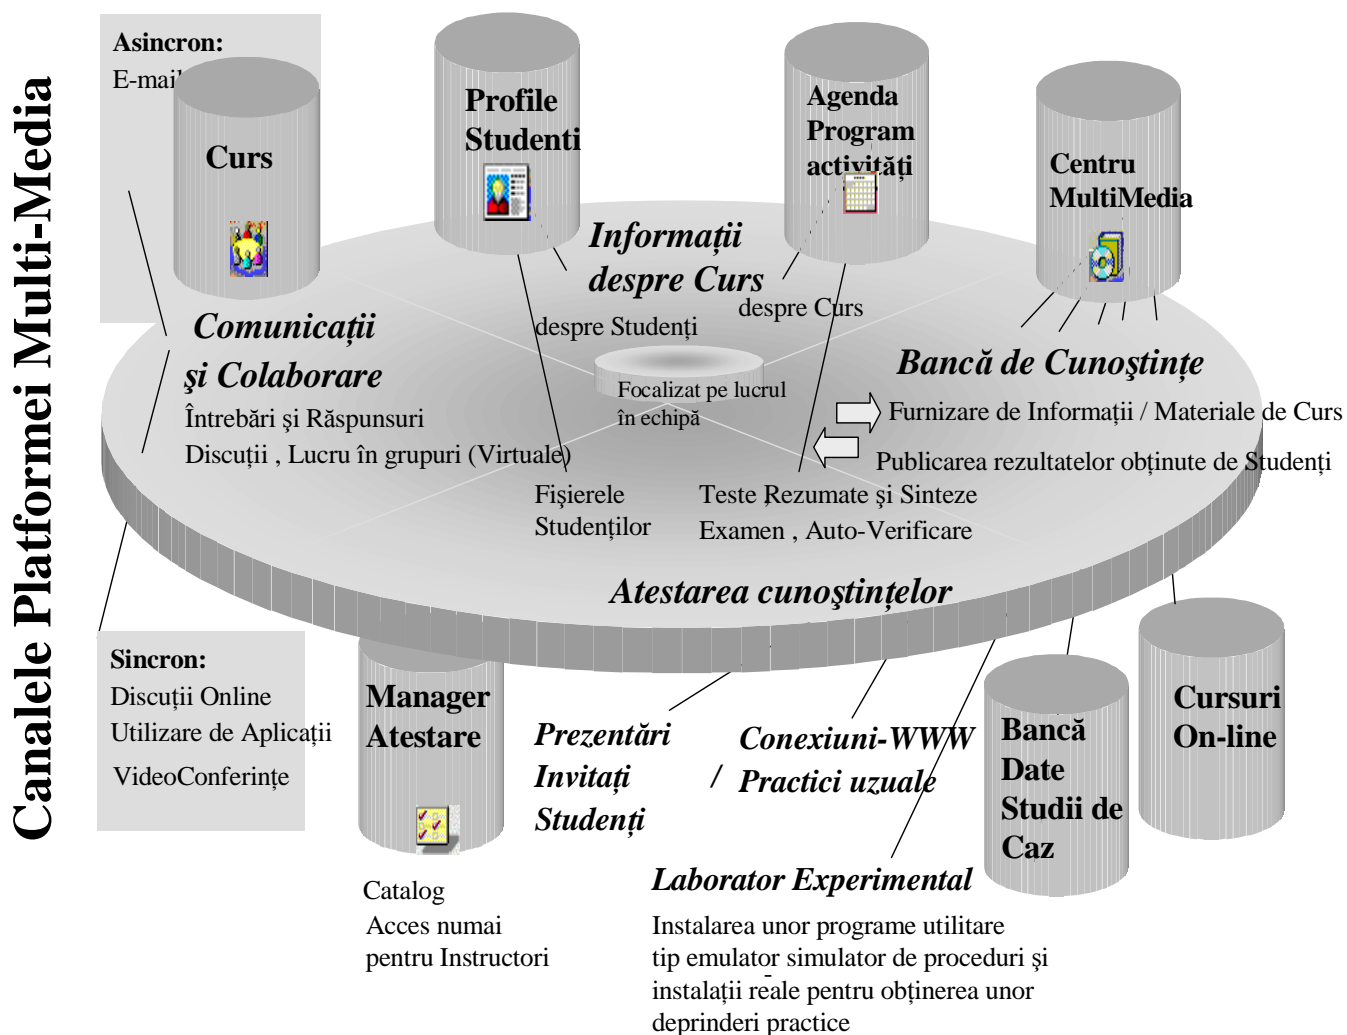 Canalele Platformei Multi-Media
Asincron:
E-mail
Curs
Profile
Studenti
Agenda
Program
activități
Centru
MultiMedia
Informații
despre Curs
despre Studenți
despre Curs
Comunicații
şi Colaborare
Întrebări şi Răspunsuri
Discuții , Lucru în grupuri (Virtuale)
Focalizat pe lucrul
în echipă
Bancă de Cunoştințe
Furnizare de Informații / Materiale de Curs
Publicarea rezultatelor obținute de Studenți
Fişierele
Studenților
Teste ,Rezumate şi Sinteze
Examen , Auto-Verificare
Atestarea cunoştințelor
Sincron:
Discuții Online
Utilizare de Aplicații
VideoConferințe
Manager
Atestare
Catalog
Acces numai
pentru Instructori
Prezentări
Invitați /
Studenți
Conexiuni-WWW
Practici uzuale
Bancă
Date
Studii de
Caz
Cursuri
On-line
Laborator Experimental
Instalarea unor programe utilitare
tip emulator simulator de proceduri şi
instalații reale pentru obținerea unor
deprinderi practice